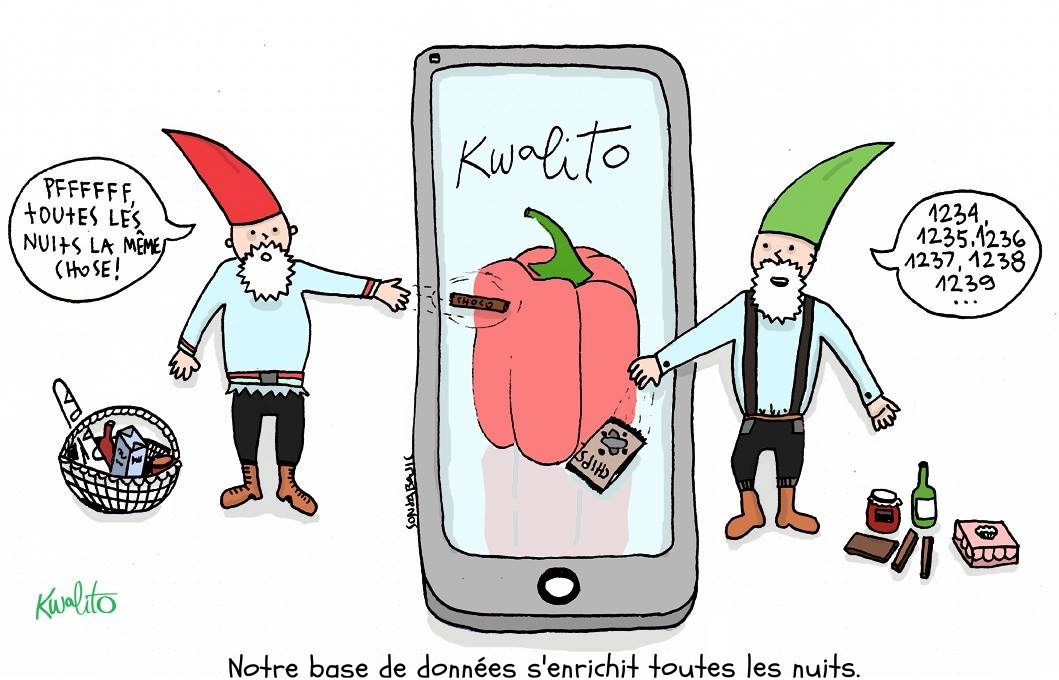 Kwalito
PFFFFFF,
TOUTES LES
NUITS LA MÊME
CHOSE!
1234,
1235, 1236
1237, 1238
1239
...
CHOCO
CHIPS
SONIABAJIC
Kwalito
Notre base de données s'enrichit toutes les nuits.